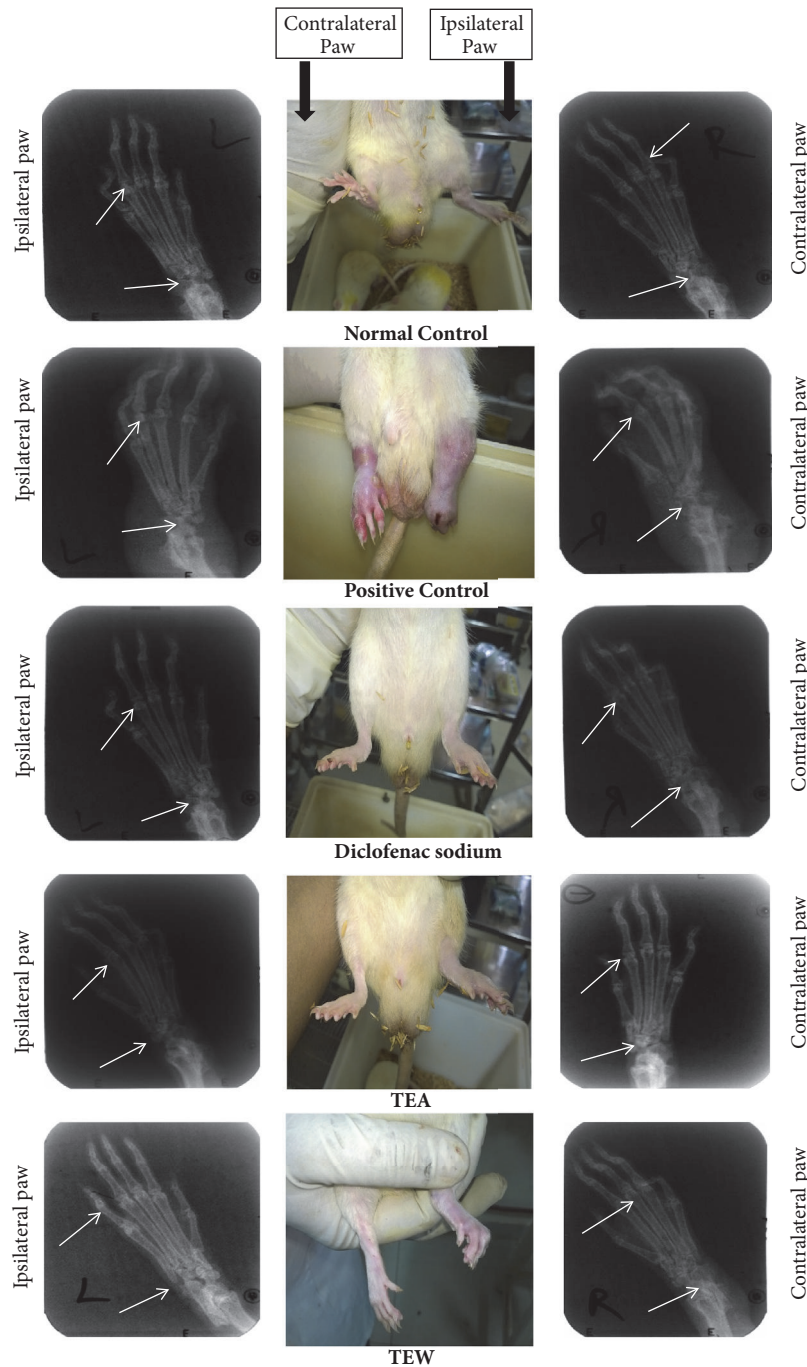 Contralateral
Paw
Ipsilateral
Paw
Ipsilateral paw
L
R
Contralateral paw
Normal Control
Ipsilateral paw
L
R
Contralateral paw
Positive Control
Ipsilateral paw
L
R
Contralateral paw
Diclofenac sodium
Ipsilateral paw
Contralateral paw
TEA
Ipsilateral paw
L
R
Contralateral paw
TEW